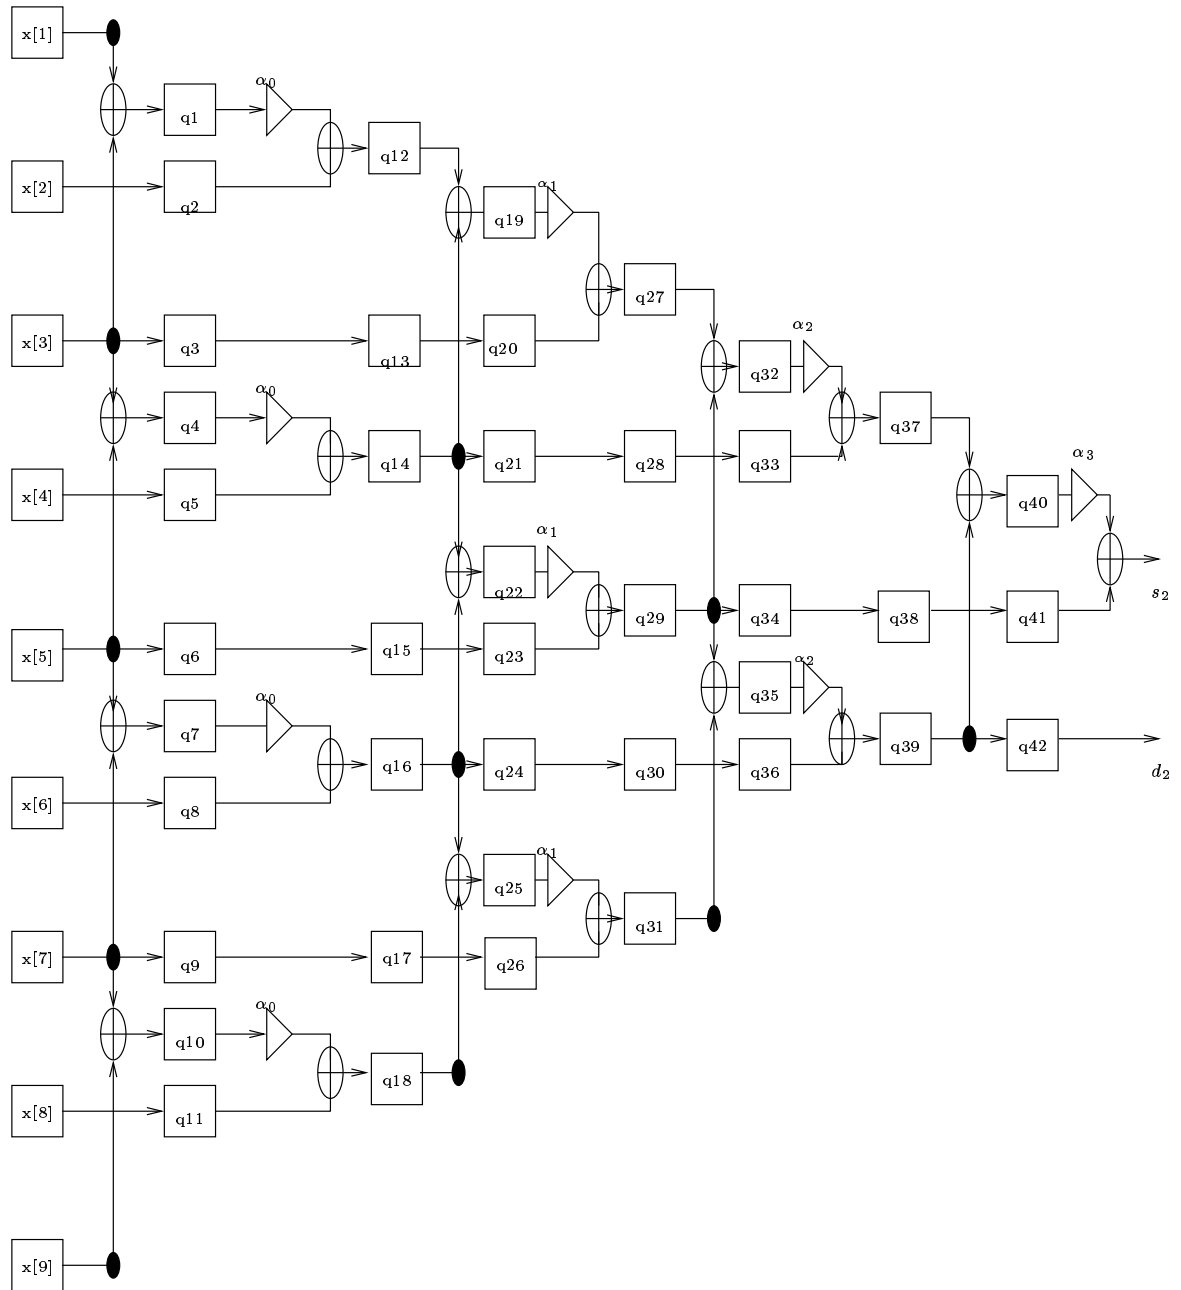 x[1]
α0
q1
q12
x[2]
q2
α1
q19
q27
α2
x[3]
q3
q13
q20
q32
α0
q4
q37
α3
q14
q21
q28
q33
x[4]
q5
q40
α1
q22
s2
q29
q34
q38
q41
x[5]
q6
q15
q23
α2
q35
α0
q7
q39
q42
q16
q24
q30
q36
d2
x[6]
q8
α1
q25
q31
x[7]
q9
q17
q26
α0
q10
q18
x[8]
q11
x[9]